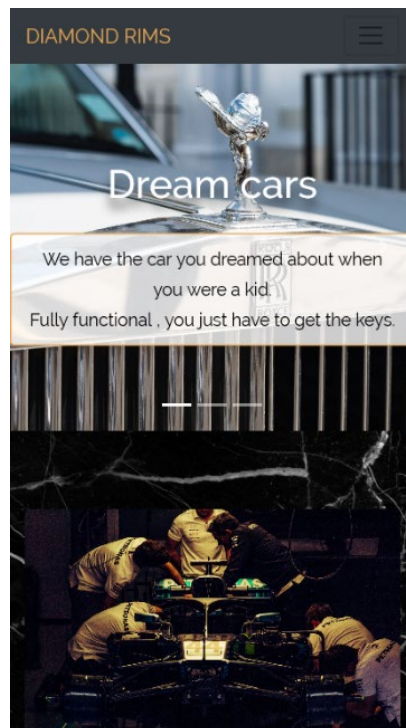 DIAMOND RIMS
Dream cars
We have the car you dreamed about when
you were a kid.
Fully functional , you just have to get the keys.